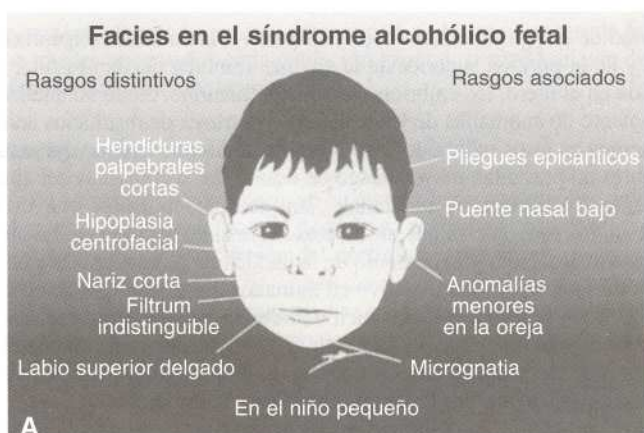 Facies en el síndrome alcohólico fetal
Rasgos distintivos
Rasgos asociados
Hendiduras
palpebrales
cortas
Hipoplasia
centrofacial
Nariz corta
Filtrum
indistinguible
Labio superior delgado
Pliegues epicánticos
Puente nasal bajo
Anomalías
menores
en la oreja
Micrognatia
En el niño pequeño
A